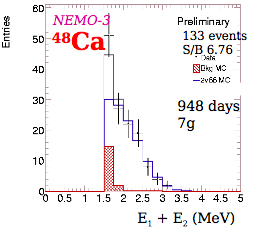 60
NEMO-3
Preliminary
48Ca
133 events
S/B 6.76
Data
Bkg MC
2νββ MC
50
40
30
20
10
0
948 days
7g
Entries
0 0.5 1 1.5 2 2.5 3 3.5 4 4.5 5
E1 + E2 (MeV)